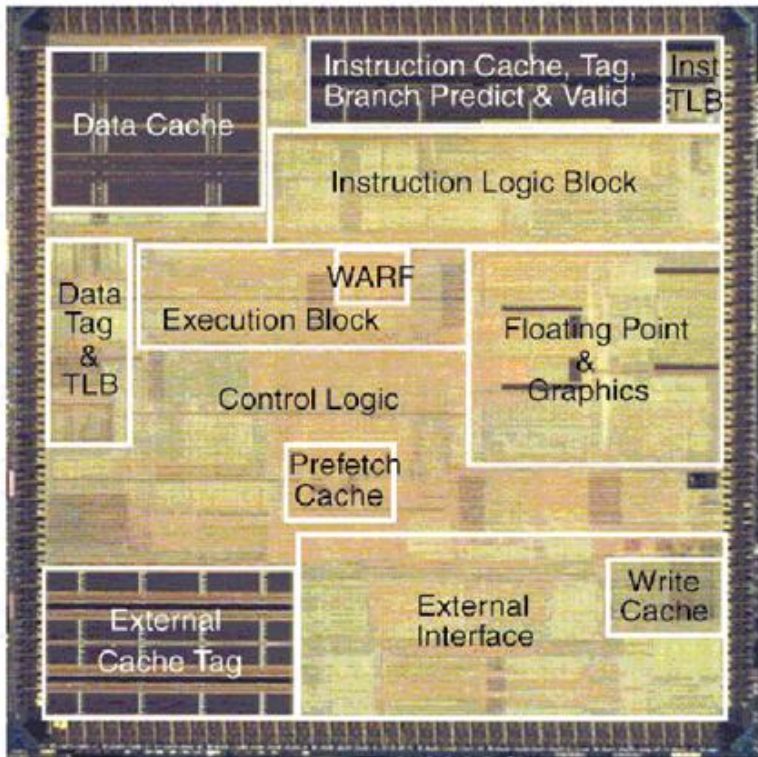 Data Cache
Instruction Cache, Tag,
Branch Predict & Valid
Inst
TLB
Instruction Logic Block
Data
Tag
&
TLB
WARF
Execution Block
Floating Point
&
Graphics
Control Logic
Prefetch
Cache
External
Cache Tag
External
Interface
Write
Cache